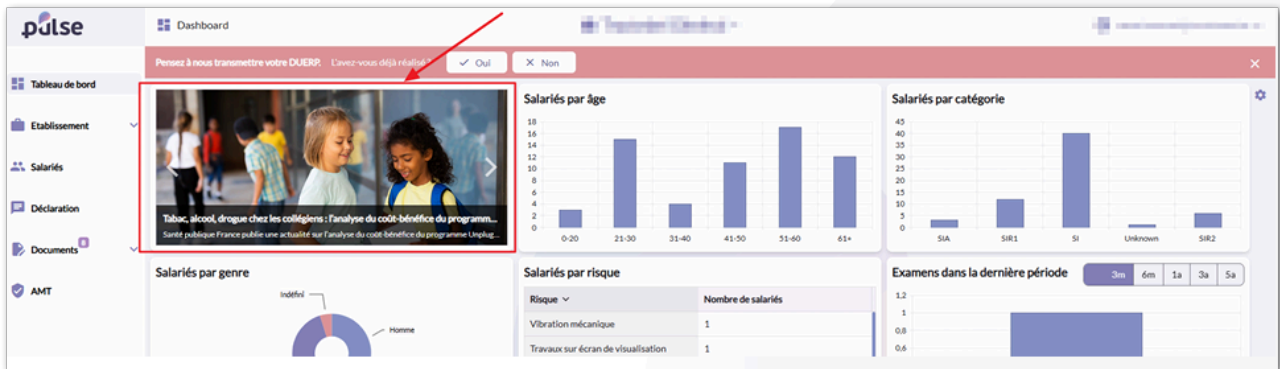 pulse
Dashboard
Pensez à nous transmettre votre DUERP. L'avez-vous déjà réalisé ?
Oui
Non
Tableau de bord
Etablissement
Salariés
Déclaration
Documents
6
AMT
Tabac, alcool, drogue chez les collégiens : l'analyse du coût-bénéfice du programm...
Santé publique France publie une actualité sur l'analyse du coût-bénéfice du programme Unplug...
Salariés par âge
18
16
14
12
10
8
6
4
2
0
0-20 21-30 31-40 41-50 51-60 61+
Salariés par catégorie
45
40
35
30
25
20
15
10
5
0
SIA SIR1 SI Unknown SIR2
Salariés par genre
Indéfini
Homme
Salariés par risque
Risque Nombre de salariés
Vibration mécanique 1
Travaux sur écran de visualisation 1
Examens dans la dernière période
3m 6m 1a 3a 5a
1,2
1
0,8
0,6